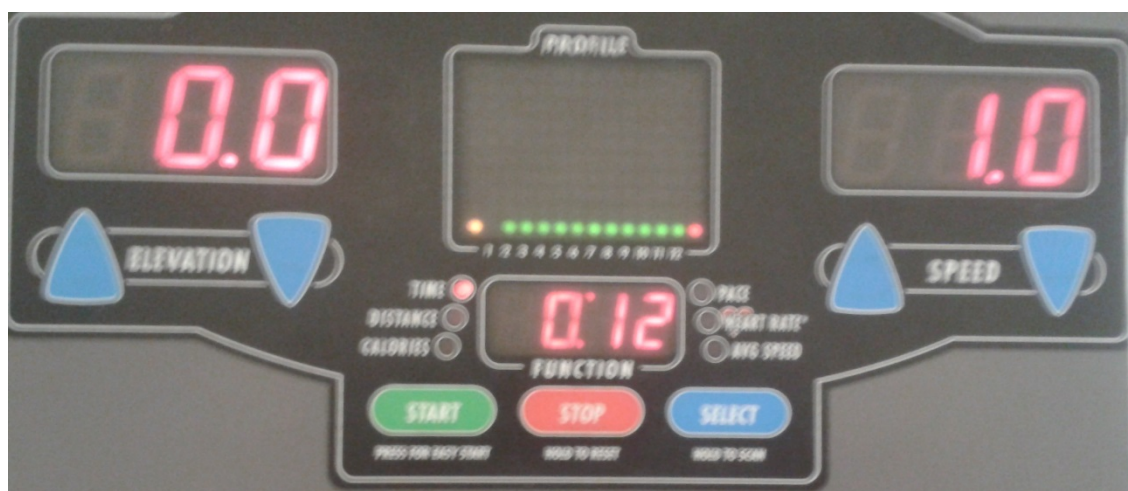 PROFILE
0.0
1.0
1 2 3 4 5 6 7 8 9 10 11 12
ELEVATION
SPEED
TIME
DISTANCE
CALORIES
0:12
PACE
HEART RATE*
AVG SPEED
FUNCTION
START
STOP
SELECT
PRESS FOR EASY START
HOLD TO RESET
HOLD TO SCAN